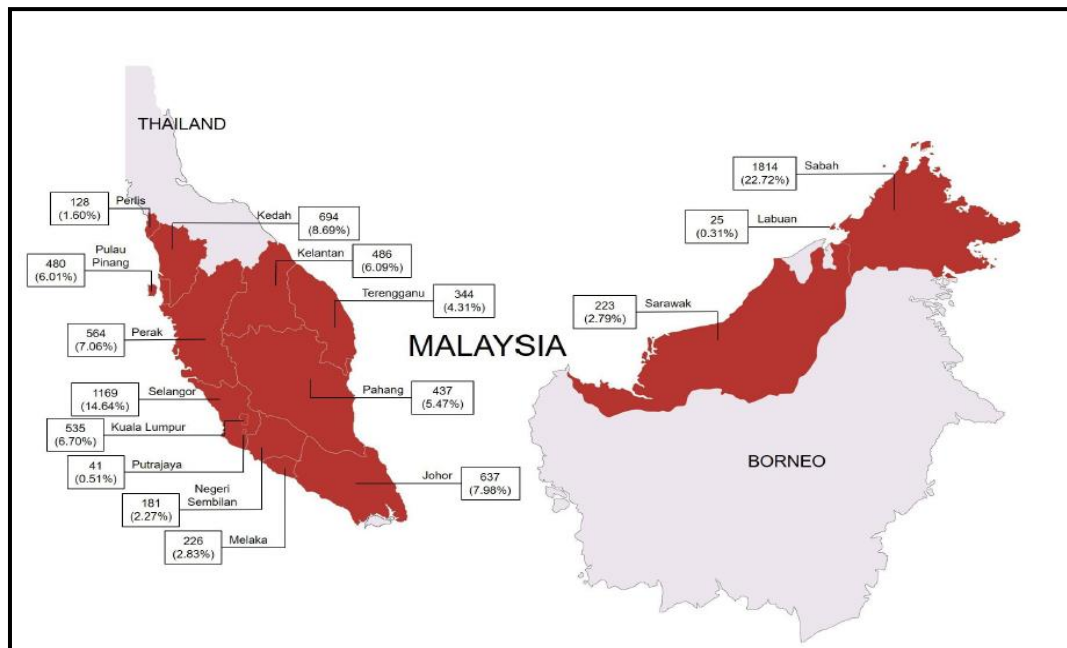 THAILAND
128
(1.60%)
Perlis
Kedah
694
(8.69%)
Pulau
Pinang
480
(6.01%)
Kelantan
486
(6.09%)
Terengganu
344
(4.31%)
Perak
564
(7.06%)
MALAYSIA
Selangor
1169
(14.64%)
Pahang
437
(5.47%)
Kuala Lumpur
535
(6.70%)
Putrajaya
41
(0.51%)
Negeri
Sembilan
181
(2.27%)
Melaka
226
(2.83%)
Johor
637
(7.98%)
1814
(22.72%)
Sabah
25
(0.31%)
Labuan
223
(2.79%)
Sarawak
BORNEO